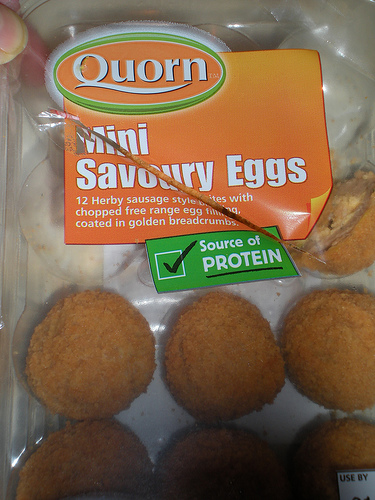 Quorn
Mini
Savoury Eggs
12 Herby sausage style bites with
chopped free range egg filling,
coated in golden breadcrumbs.
Source of
PROTEIN
USE BY